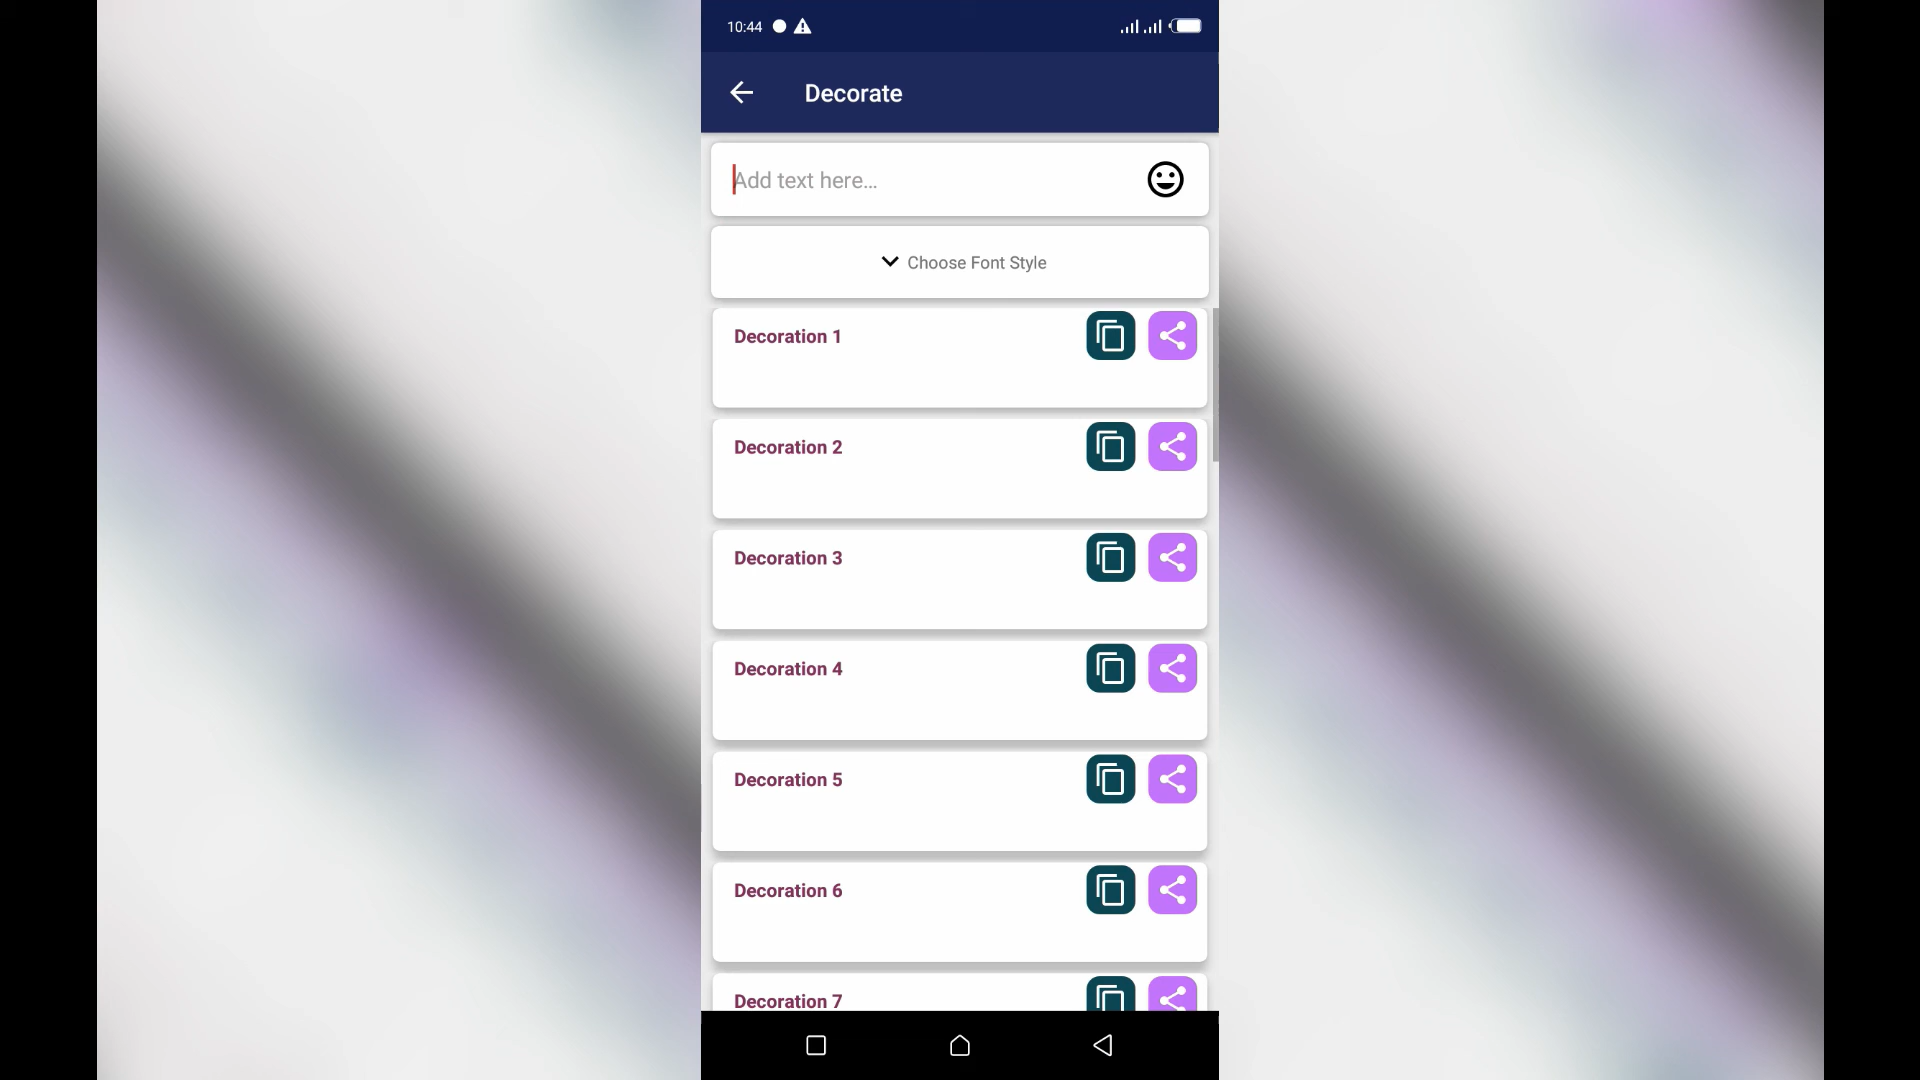 10:44
Decorate
Add text here...
Choose Font Style
Decoration 1
Decoration 2
Decoration 3
Decoration 4
Decoration 5
Decoration 6
Decoration 7